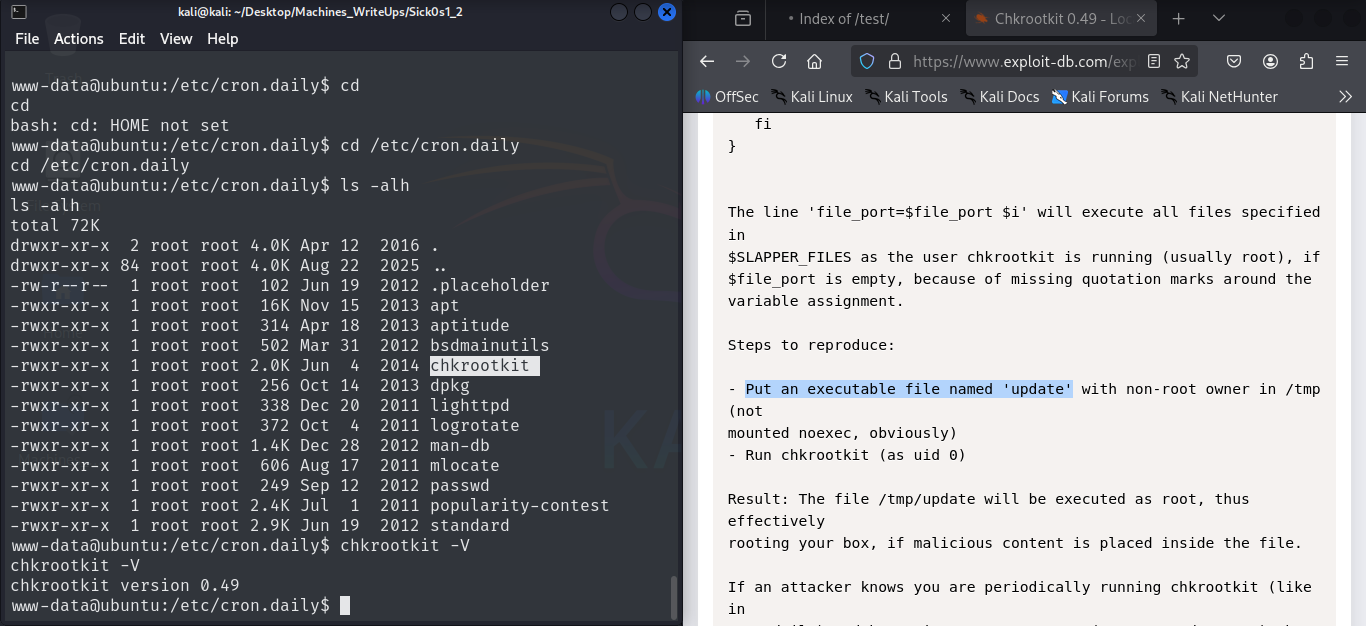 kali@kali: ~/Desktop/Machines_WriteUps/Sick0s1_2
File Actions Edit View Help
www-data@ubuntu:/etc/cron.daily$ cd
cd
bash: cd: HOME not set
www-data@ubuntu:/etc/cron.daily$ cd /etc/cron.daily
cd /etc/cron.daily
www-data@ubuntu:/etc/cron.daily$ ls -alh
ls -alh
total 72K
drwxr-xr-x  2 root root 4.0K Apr 12  2016 .
drwxr-xr-x 84 root root 4.0K Aug 22  2025 ..
-rw-r--r--  1 root root  102 Jun 19  2012 .placeholder
-rwxr-xr-x  1 root root  16K Nov 15  2013 apt
-rwxr-xr-x  1 root root  314 Apr 18  2013 aptitude
-rwxr-xr-x  1 root root  502 Mar 31  2012 bsdmainutils
-rwxr-xr-x  1 root root 2.0K Jun  4  2014 chkrootkit
-rwxr-xr-x  1 root root  256 Oct 14  2013 dpkg
-rwxr-xr-x  1 root root  338 Dec 20  2011 lighttpd
-rwxr-xr-x  1 root root  372 Oct  4  2011 logrotate
-rwxr-xr-x  1 root root 1.4K Dec 28  2012 man-db
-rwxr-xr-x  1 root root  606 Aug 17  2011 mlocate
-rwxr-xr-x  1 root root  249 Sep 12  2012 passwd
-rwxr-xr-x  1 root root 2.4K Jul  1  2011 popularity-contest
-rwxr-xr-x  1 root root 2.9K Jun 19  2012 standard
www-data@ubuntu:/etc/cron.daily$ chkrootkit -V
chkrootkit -V
chkrootkit version 0.49
www-data@ubuntu:/etc/cron.daily$
Index of /test/
Chkrootkit 0.49 - Loc
https://www.exploit-db.com/exp
OffSec Kali Linux Kali Tools Kali Docs Kali Forums Kali NetHunter
fi
}
The line 'file_port=$file_port $i' will execute all files specified
in
$SLAPPER_FILES as the user chkrootkit is running (usually root), if
$file_port is empty, because of missing quotation marks around the
variable assignment.
Steps to reproduce:
- Put an executable file named 'update' with non-root owner in /tmp
(not
mounted noexec, obviously)
- Run chkrootkit (as uid 0)
Result: The file /tmp/update will be executed as root, thus
effectively
rooting your box, if malicious content is placed inside the file.
If an attacker knows you are periodically running chkrootkit (like
in